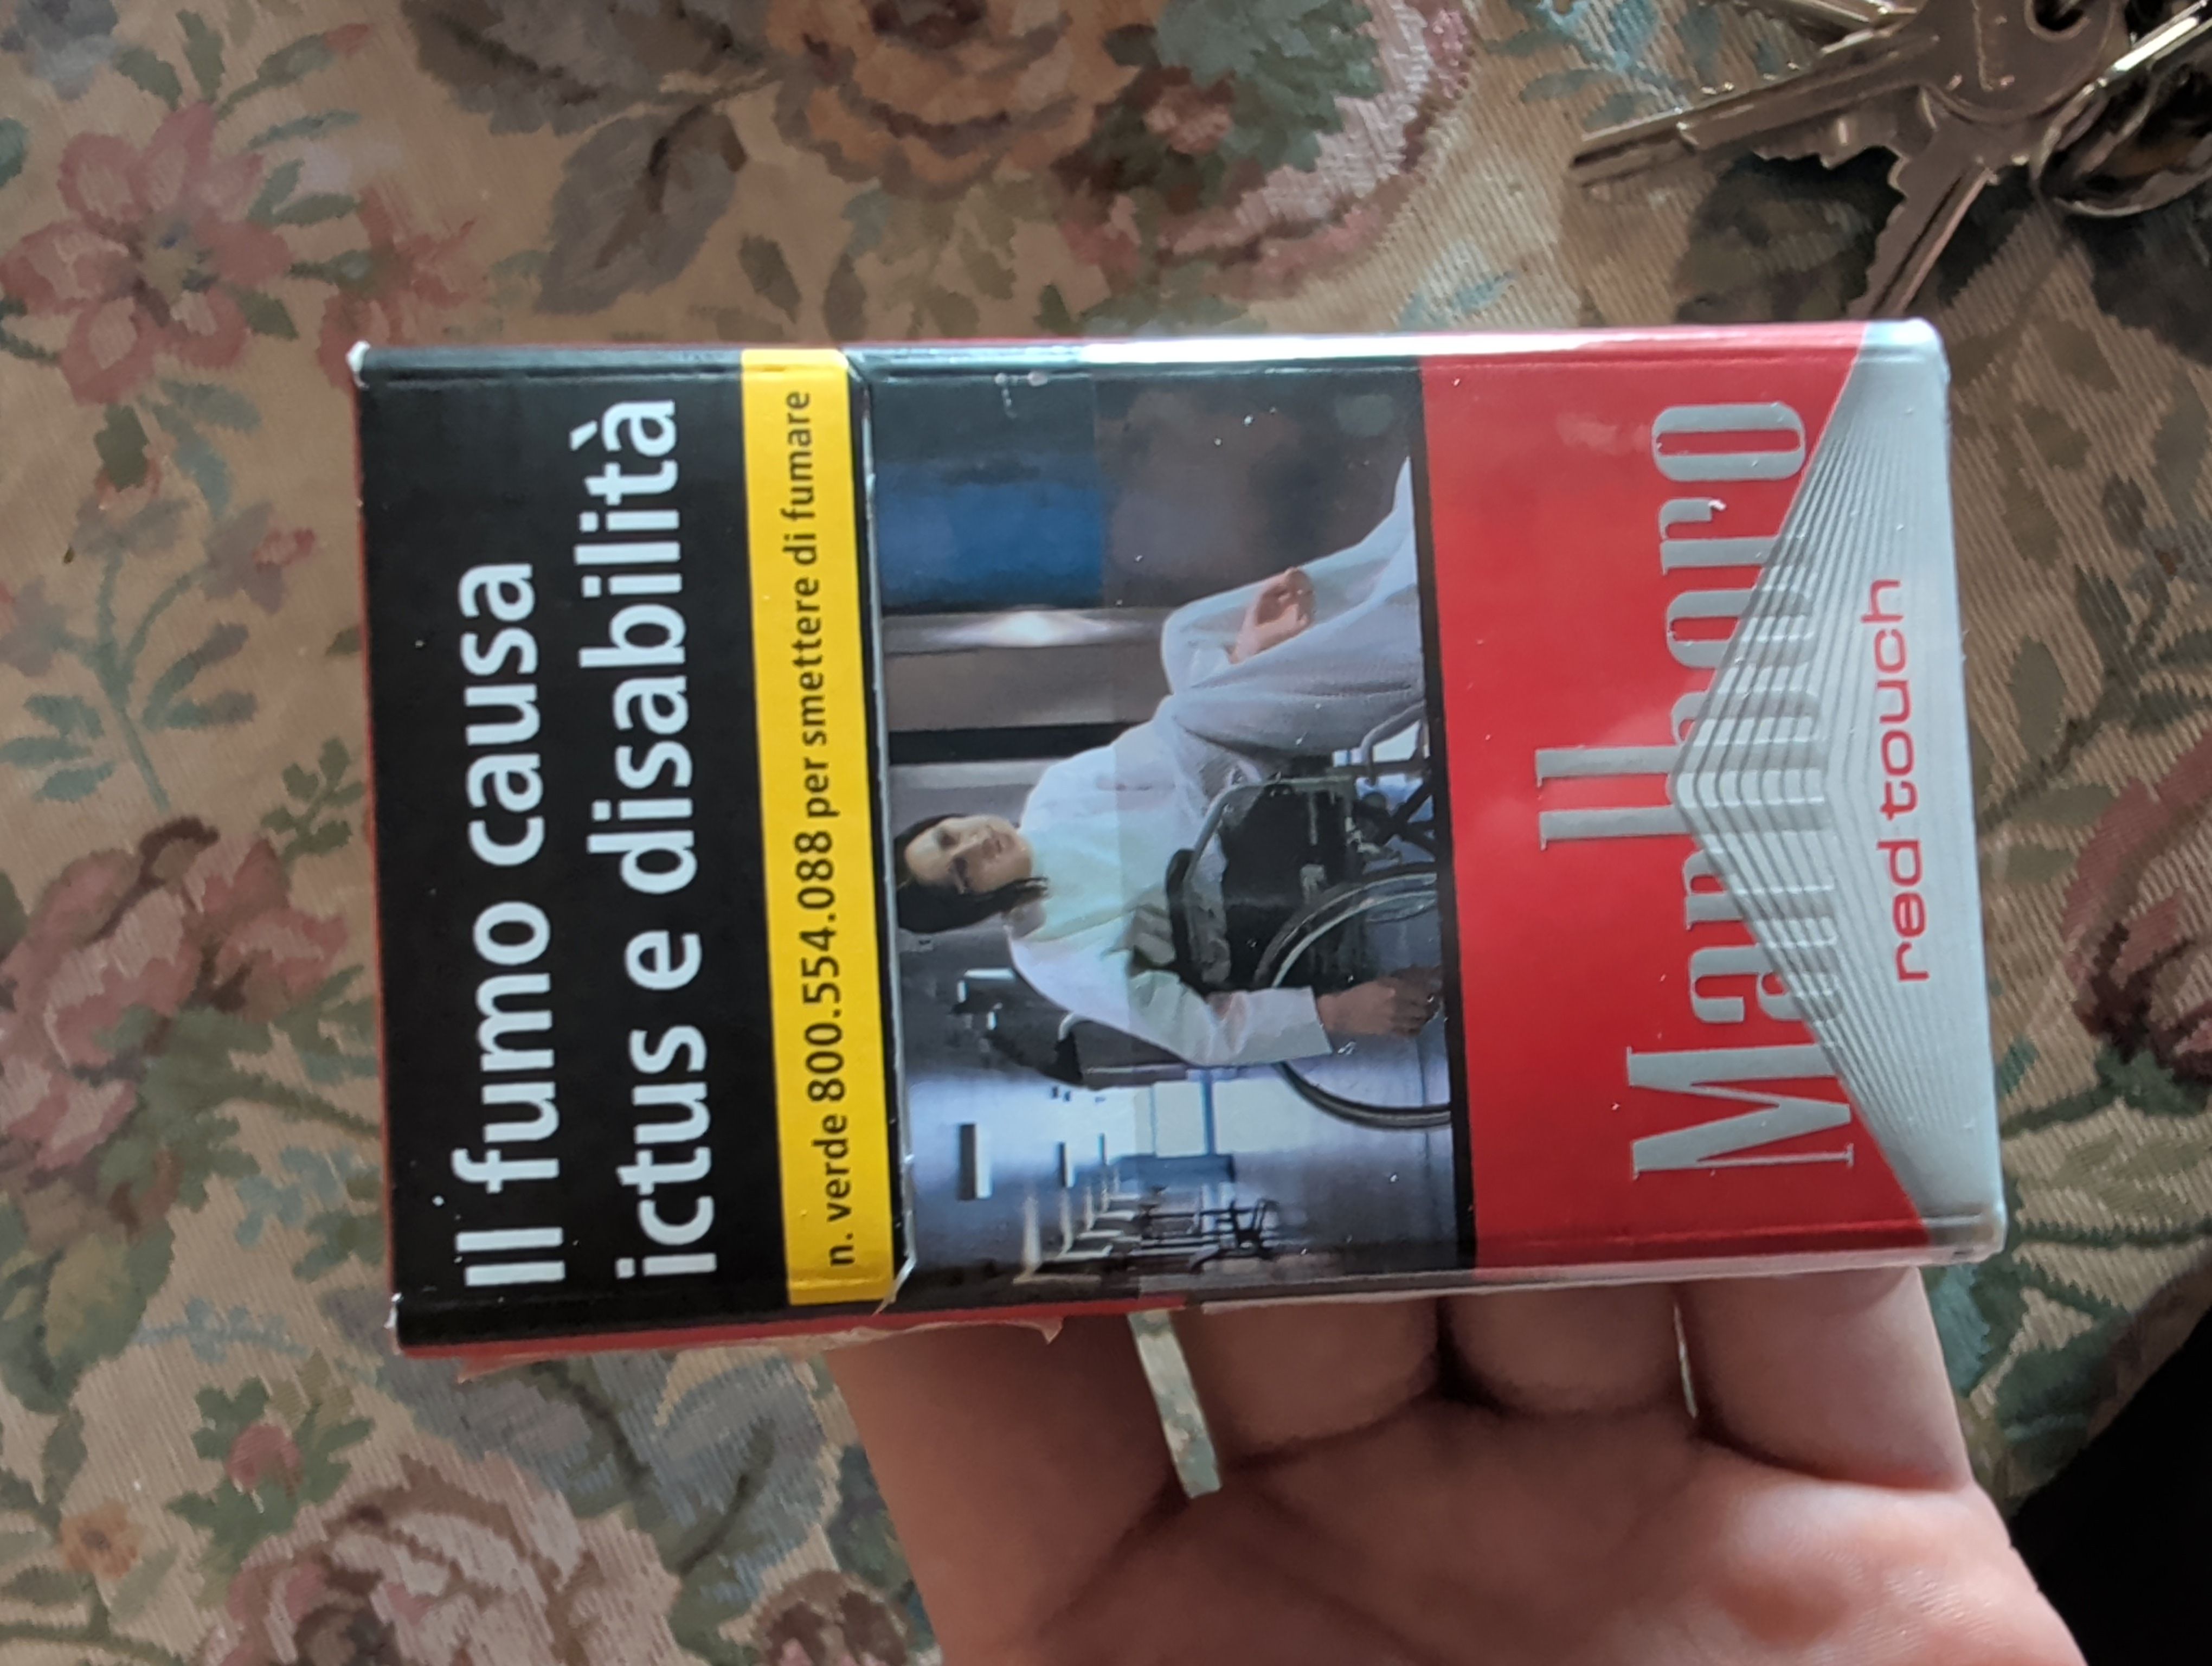 Il fumo causa
ictus e disabilità
n. verde 800.554.088 per smettere di fumare
Marlboro
red touch